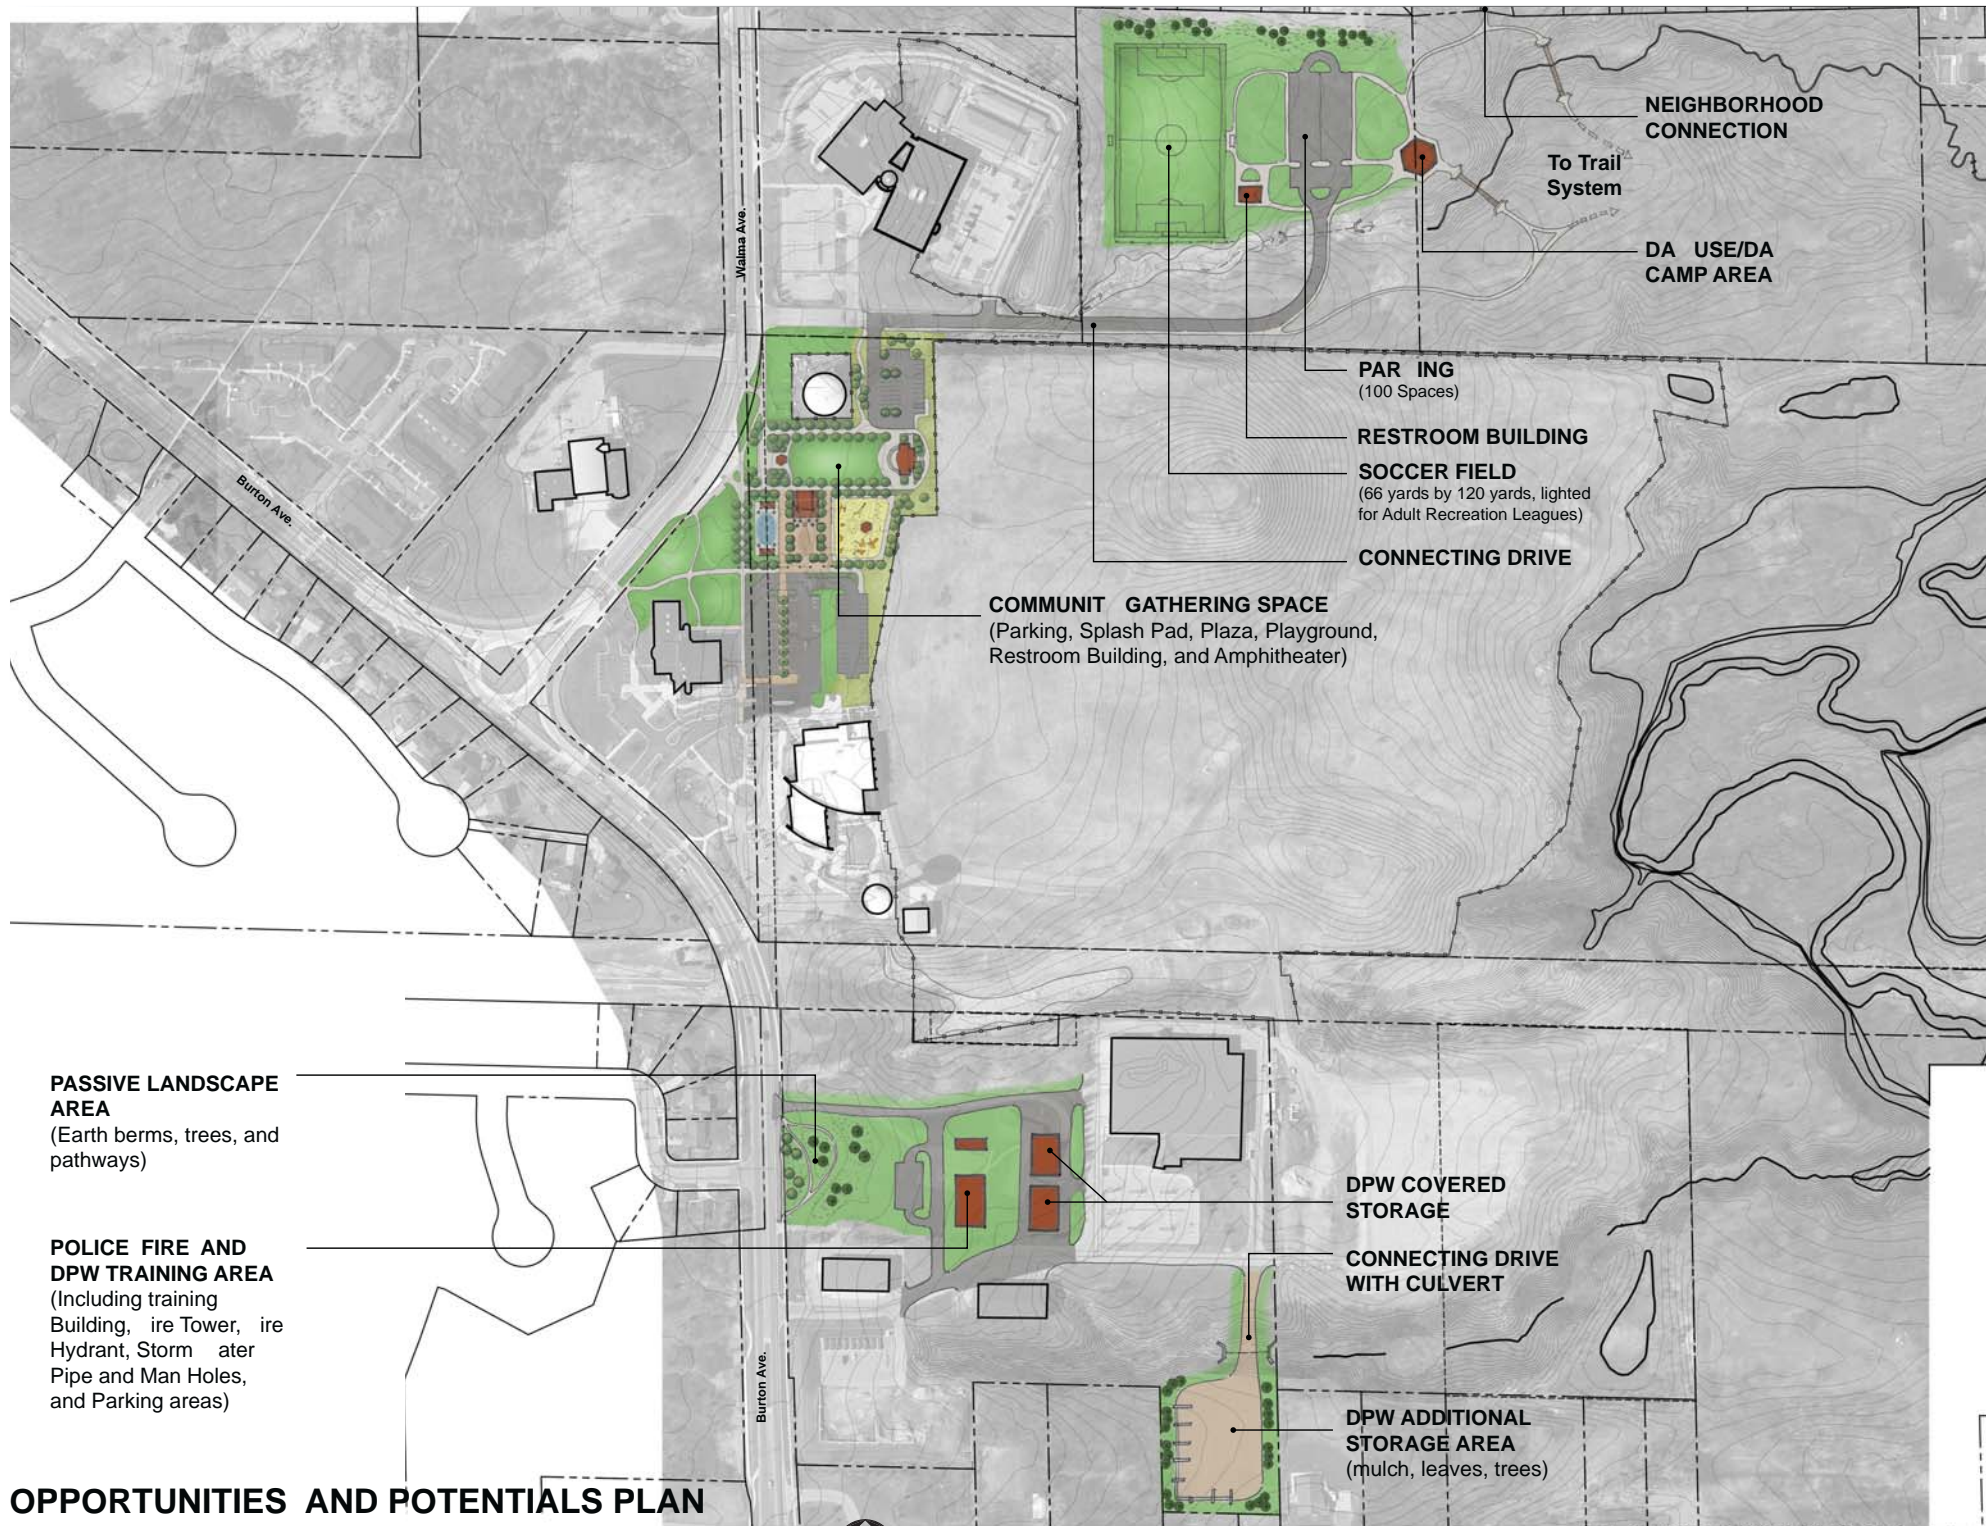 NEIGHBORHOOD
CONNECTION
To Trail
System
DA USE/DA
CAMP AREA
Walma Ave.
PAR ING
(100 Spaces)
RESTROOM BUILDING
SOCCER FIELD
(66 yards by 120 yards, lighted
for Adult Recreation Leagues)
CONNECTING DRIVE
Burton Ave.
COMMUNIT GATHERING SPACE
(Parking, Splash Pad, Plaza, Playground,
Restroom Building, and Amphitheater)
PASSIVE LANDSCAPE
AREA
(Earth berms, trees, and
pathways)
POLICE FIRE AND
DPW TRAINING AREA
(Including training
Building, ire Tower, ire
Hydrant, Storm ater
Pipe and Man Holes,
and Parking areas)
DPW COVERED
STORAGE
CONNECTING DRIVE
WITH CULVERT
Burton Ave.
DPW ADDITIONAL
STORAGE AREA
(mulch, leaves, trees)
OPPORTUNITIES AND POTENTIALS PLAN